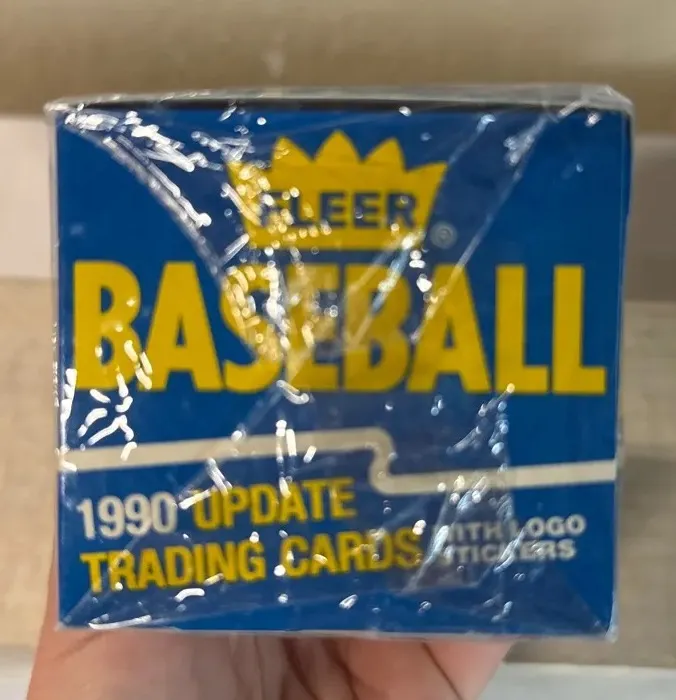 FLEER
®
BASEBALL
1990 UPDATE
TRADING CARDS
WITH LOGO
STICKERS